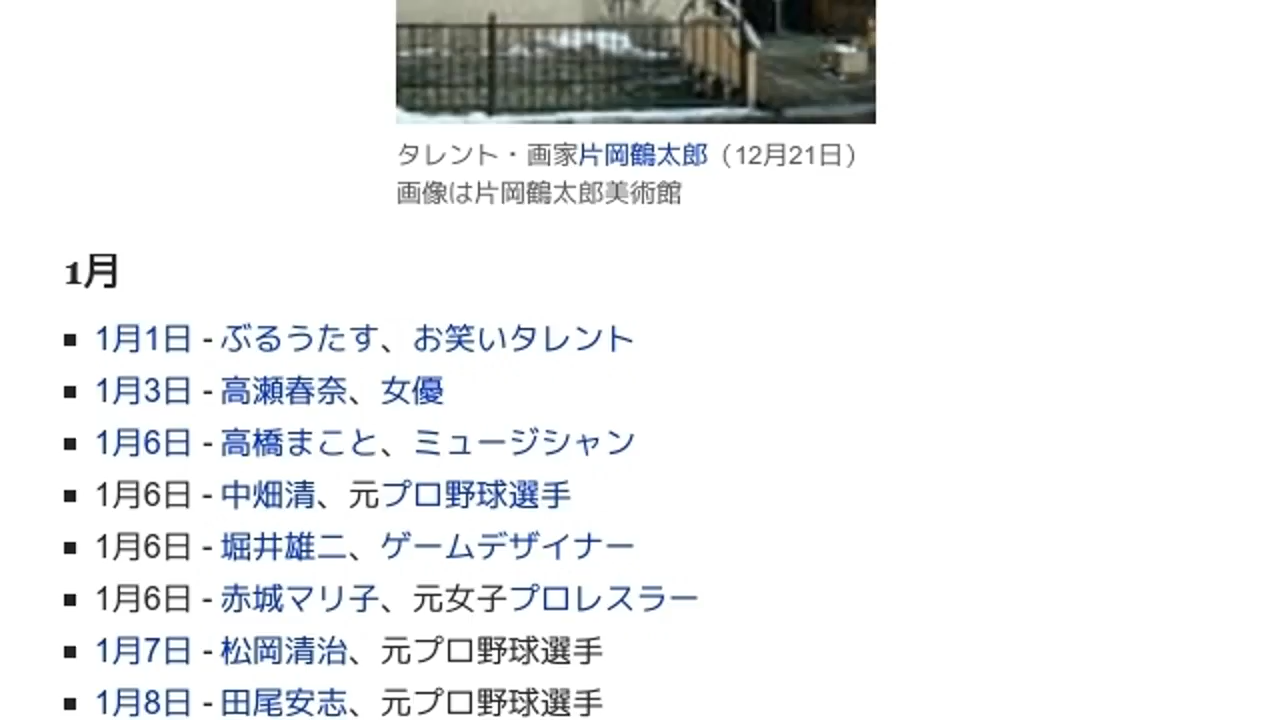 タレント・画家片岡鶴太郎（12月21日）
画像は片岡鶴太郎美術館
1月
1月1日 - ぶるうたす、お笑いタレント
1月3日 - 高瀬春奈、女優
1月6日 - 高橋まこと、ミュージシャン
1月6日 - 中畑清、元プロ野球選手
1月6日 - 堀井雄二、ゲームデザイナー
1月6日 - 赤城マリ子、元女子プロレスラー
1月7日 - 松岡清治、元プロ野球選手
1月8日 - 田尾安志、元プロ野球選手